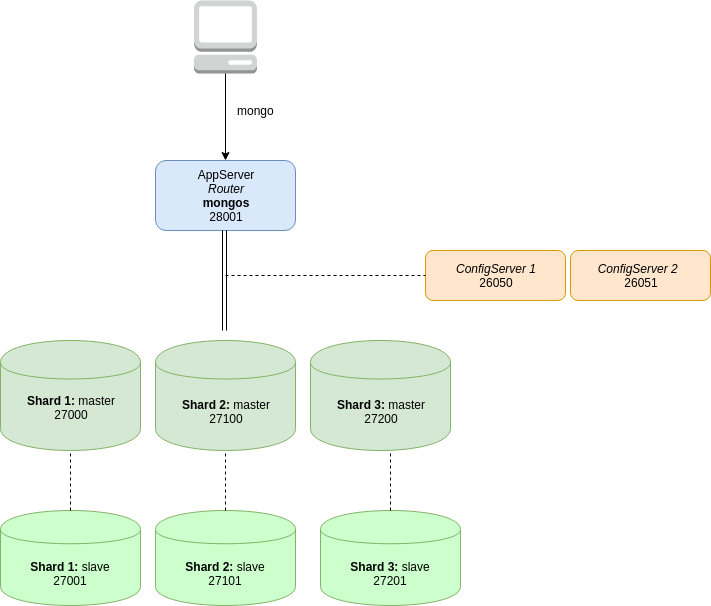 mongo
AppServer
Router
mongos
28001
ConfigServer 1
26050
ConfigServer 2
26051
Shard 1: master
27000
Shard 2: master
27100
Shard 3: master
27200
Shard 1: slave
27001
Shard 2: slave
27101
Shard 3: slave
27201